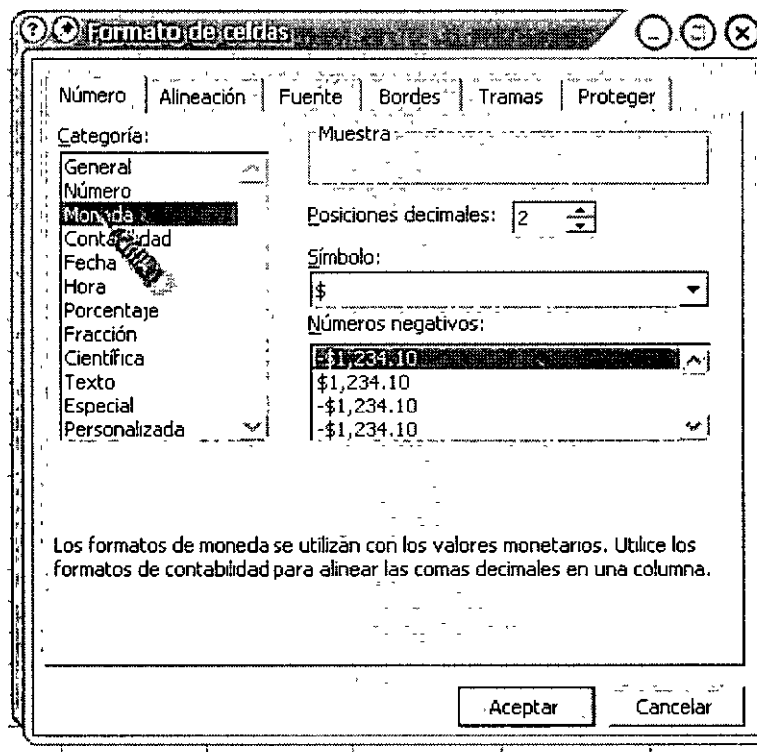 Formato de celdas
Número Alineación Fuente Bordes Tramas Proteger
Categoría:
General
Número
Moneda
Contabilidad
Fecha
Hora
Porcentaje
Fracción
Científica
Texto
Especial
Personalizada
Muestra
Posiciones decimales: 2
Símbolo:
$
Números negativos:
-$1,234.10
$1,234.10
-$1,234.10
-$1,234.10
Los formatos de moneda se utilizan con los valores monetarios. Utilice los
formatos de contabilidad para alinear las comas decimales en una columna.
Aceptar Cancelar